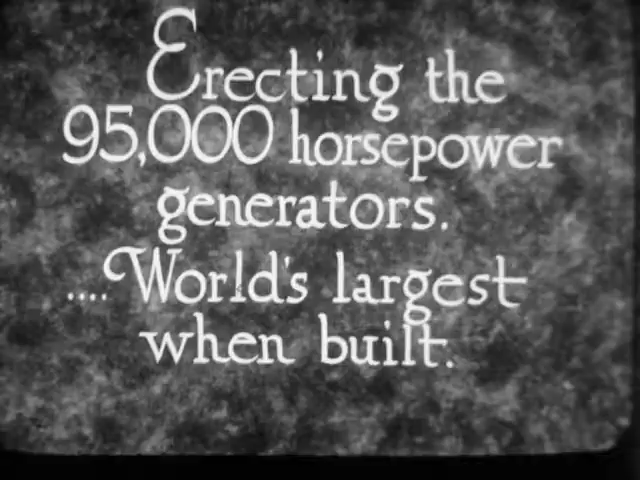 Erecting the
95,000 horsepower
generators.
....World's largest
when built.